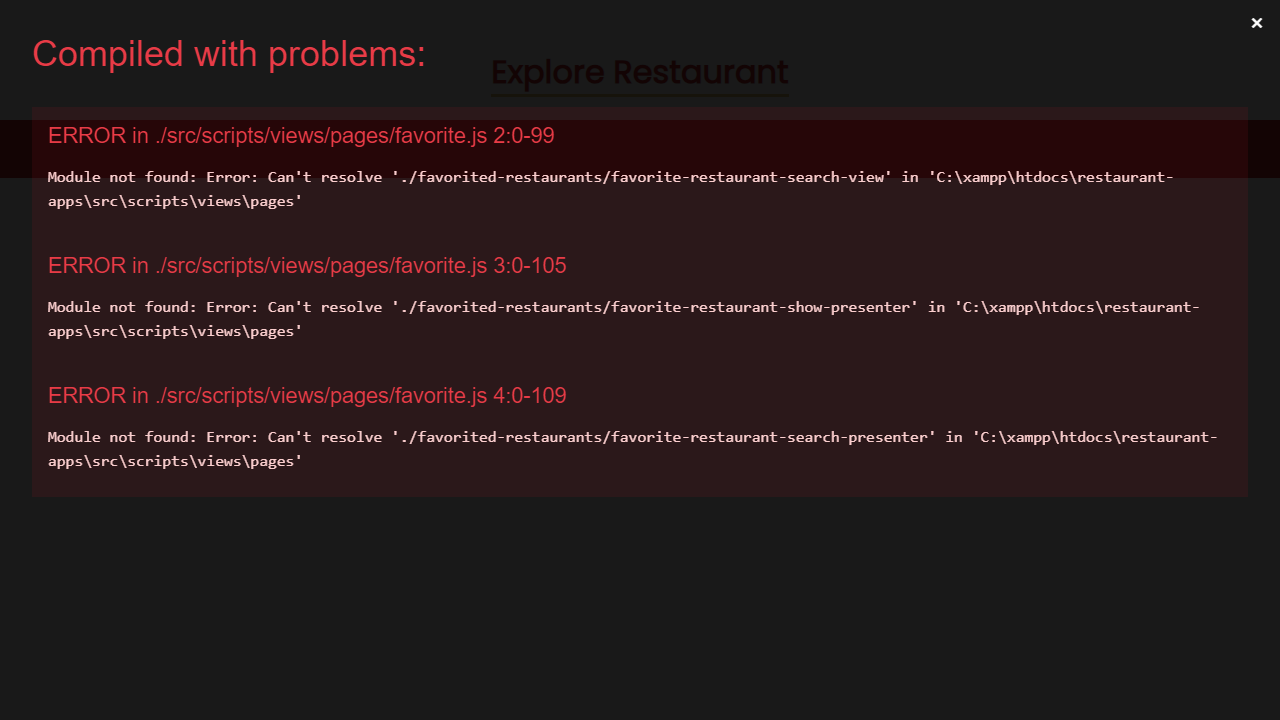 ×
Compiled with problems:
Explore Restaurant
ERROR in ./src/scripts/views/pages/favorite.js 2:0-99
Module not found: Error: Can't resolve './favorited-restaurants/favorite-restaurant-search-view' in 'C:\xampp\htdocs\restaurant-
apps\src\scripts\views\pages'
ERROR in ./src/scripts/views/pages/favorite.js 3:0-105
Module not found: Error: Can't resolve './favorited-restaurants/favorite-restaurant-show-presenter' in 'C:\xampp\htdocs\restaurant-
apps\src\scripts\views\pages'
ERROR in ./src/scripts/views/pages/favorite.js 4:0-109
Module not found: Error: Can't resolve './favorited-restaurants/favorite-restaurant-search-presenter' in 'C:\xampp\htdocs\restaurant-
apps\src\scripts\views\pages'